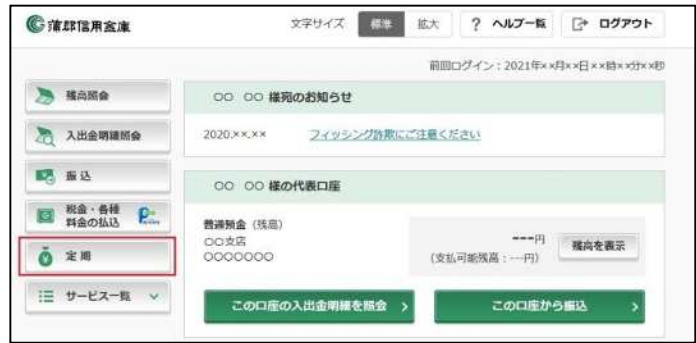 蒲郡信用金庫
文字サイズ 標準 拡大 ? ヘルプ一覧 ログアウト
前回ログイン：2021年××月××日××時××分××秒
残高照会
入出金明細照会
振込
税金・各種
料金の払込
定期
サービス一覧
○○ ○○ 様宛のお知らせ
2020.××.×× フィッシング詐欺にご注意ください
○○ ○○ 様の代表口座
普通預金（残高）
○○支店
○○○○○○○
---円
（支払可能残高：---円）
残高を表示
この口座の入出金明細を照会
この口座から振込